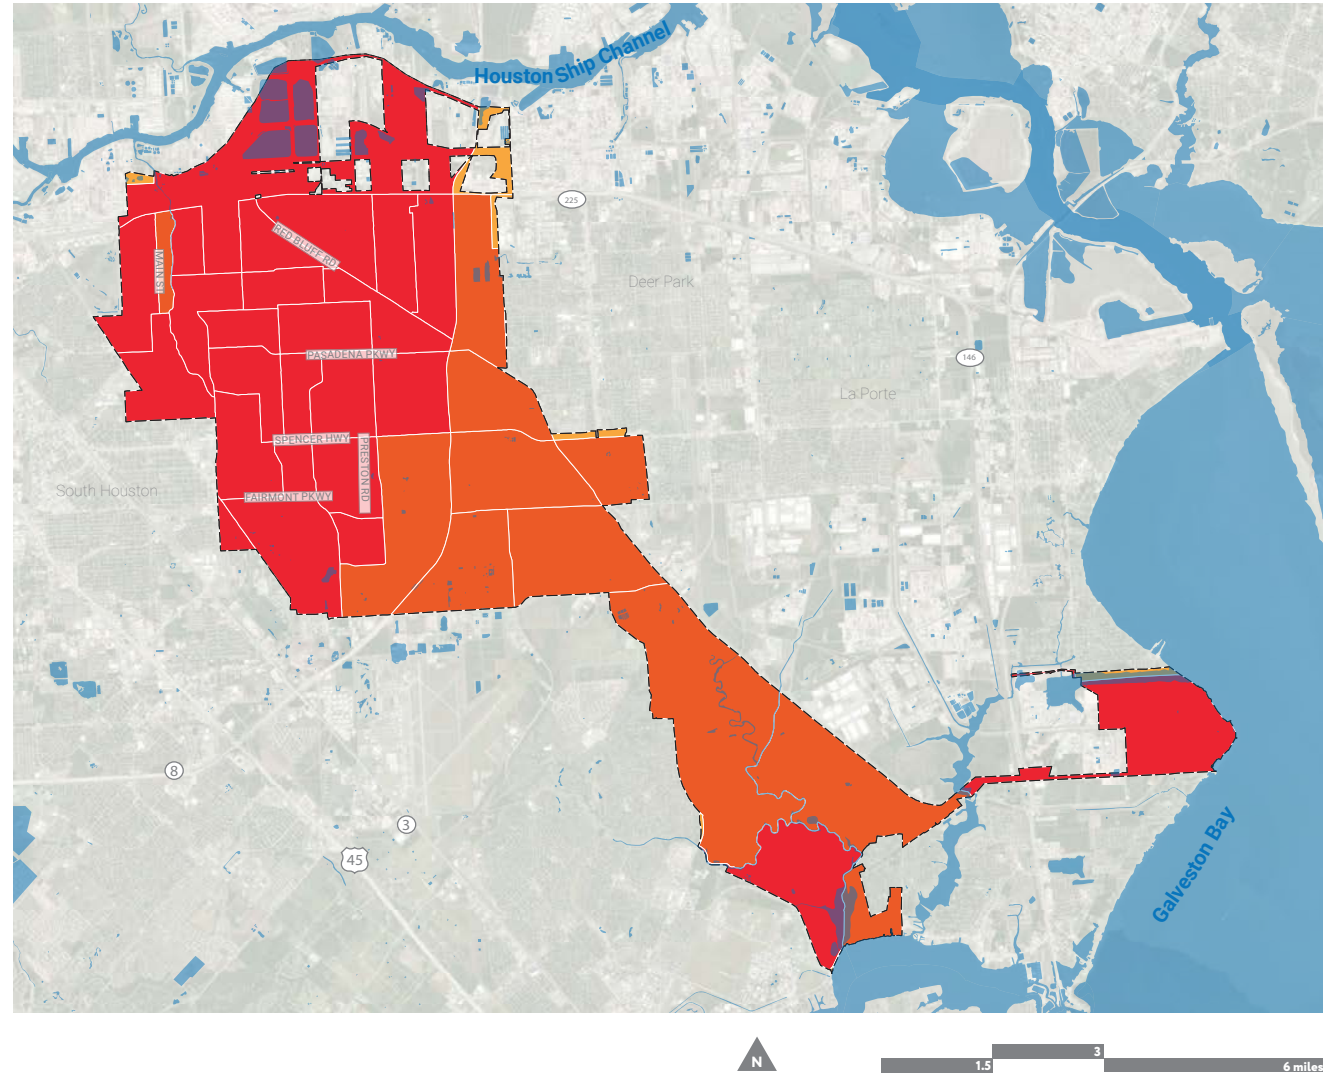 Houston Ship Channel
225
RED BLUFF RD
MAIN ST
Deer Park
PASADENA PKWY
146
La Porte
SPENCER HWY
PRESTON RD
South Houston
FAIRMONT PKWY
8
3
45
Galveston Bay
N
1.5
3
6 miles